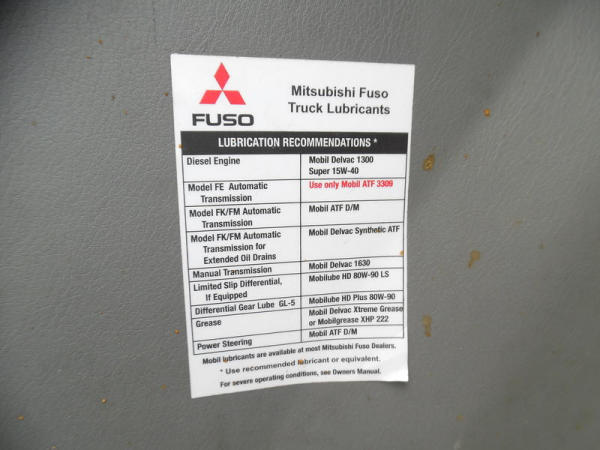 FUSO
Mitsubishi Fuso
Truck Lubricants
LUBRICATION RECOMMENDATIONS *
Diesel Engine
Mobil Delvac 1300
Super 15W-40
Model FE Automatic
Transmission
Use only Mobil ATF 3309
Model FK/FM Automatic
Transmission
Mobil ATF D/M
Model FK/FM Automatic
Transmission for
Extended Oil Drains
Mobil Delvac Synthetic ATF
Manual Transmission
Mobil Delvac 1630
Limited Slip Differential,
If Equipped
Mobilube HD 80W-90 LS
Differential Gear Lube GL-5
Mobilube HD Plus 80W-90
Grease
Mobil Delvac Xtreme Grease
or Mobilgrease XHP 222
Power Steering
Mobil ATF D/M
Mobil lubricants are available at most Mitsubishi Fuso Dealers.
* Use recommended lubricant or equivalent.
For severe operating conditions, see Owners Manual.